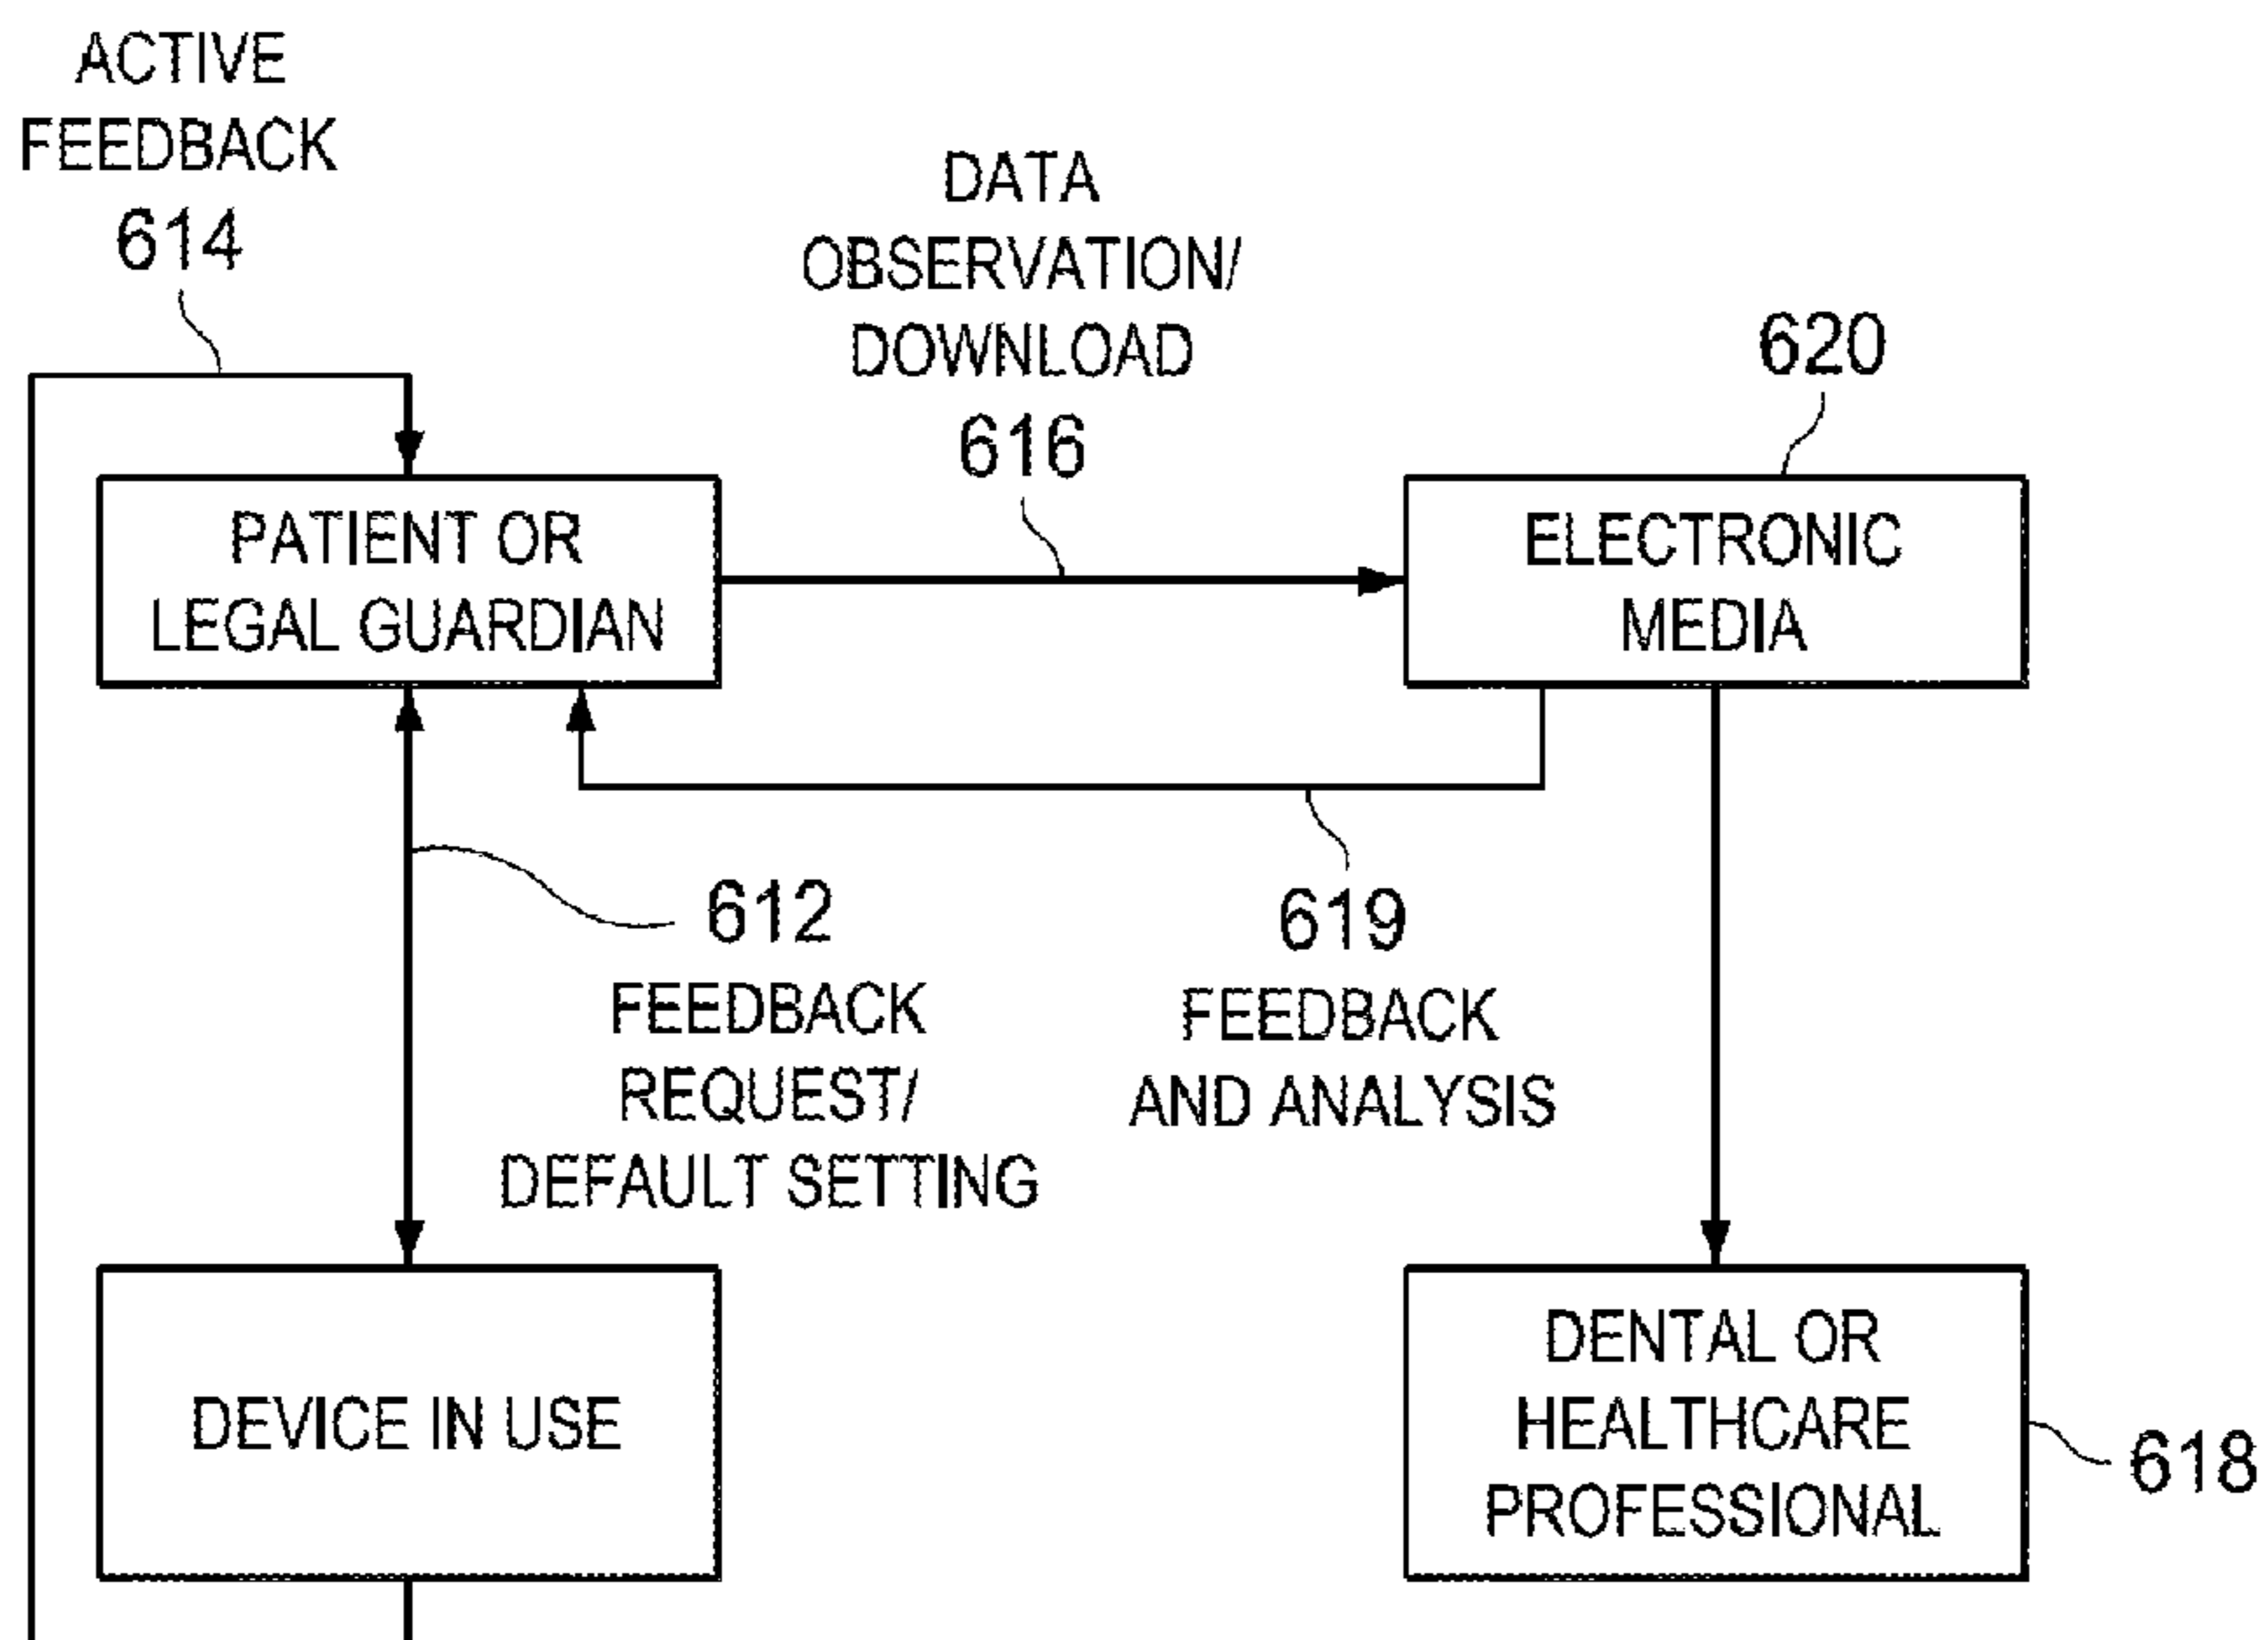 ACTIVE
FEEDBACK
614
DATA
OBSERVATION/
DOWNLOAD
616
620
PATIENT OR
LEGAL GUARDIAN
ELECTRONIC
MEDIA
612
FEEDBACK
REQUEST/
DEFAULT SETTING
619
FEEDBACK
AND ANALYSIS
DEVICE IN USE
DENTAL OR
HEALTHCARE
PROFESSIONAL
618